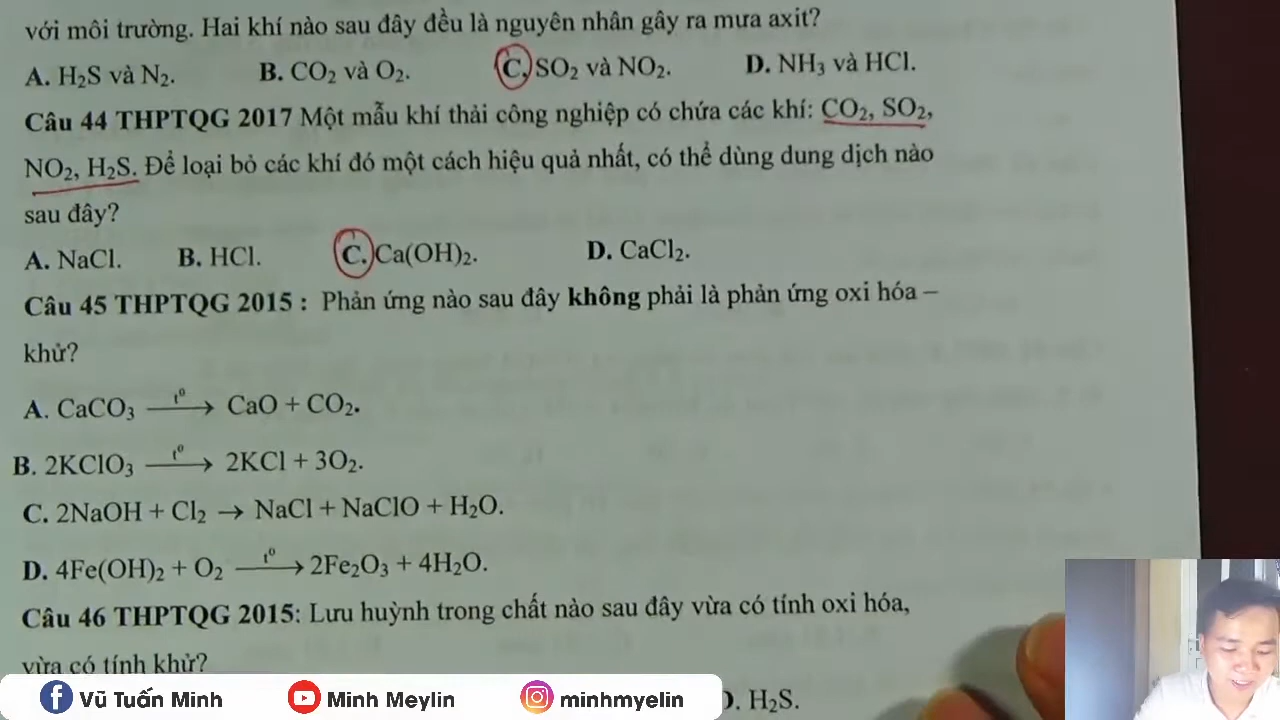 với môi trường. Hai khí nào sau đây đều là nguyên nhân gây ra mưa axit?
A. H₂S và N₂. B. CO₂ và O₂. C. SO₂ và NO₂. D. NH₃ và HCl.
Câu 44 THPTQG 2017 Một mẫu khí thải công nghiệp có chứa các khí: CO₂, SO₂,
NO₂, H₂S. Để loại bỏ các khí đó một cách hiệu quả nhất, có thể dùng dung dịch nào
sau đây?
A. NaCl. B. HCl. C. Ca(OH)₂. D. CaCl₂.
Câu 45 THPTQG 2015 : Phản ứng nào sau đây không phải là phản ứng oxi hóa –
khử?
A. CaCO₃ —t⁰→ CaO + CO₂.
B. 2KClO₃ —t⁰→ 2KCl + 3O₂.
C. 2NaOH + Cl₂ → NaCl + NaClO + H₂O.
D. 4Fe(OH)₂ + O₂ —t⁰→ 2Fe₂O₃ + 4H₂O.
Câu 46 THPTQG 2015: Lưu huỳnh trong chất nào sau đây vừa có tính oxi hóa,
vừa có tính khử?
D. H₂S.
Vũ Tuấn Minh Minh Meylin minhmyelin